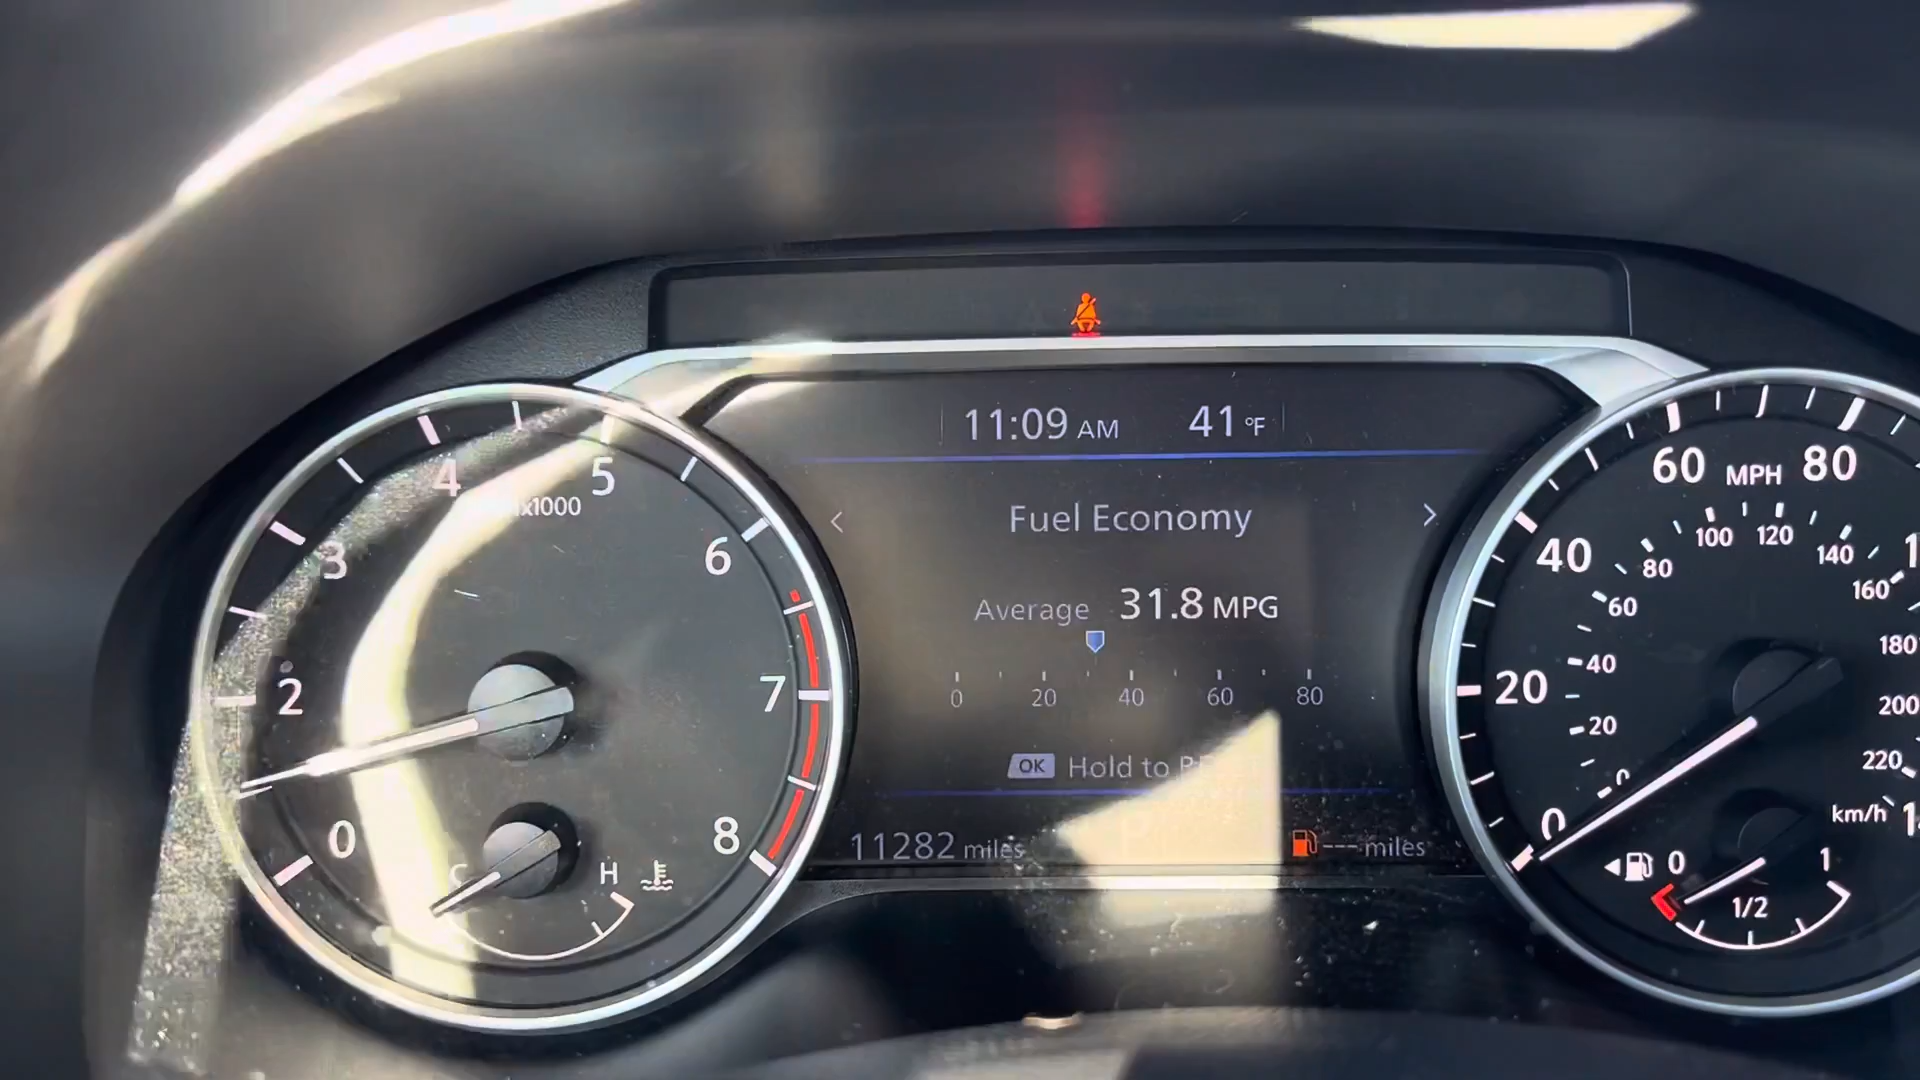 11:09 AM 41 °F
Fuel Economy
Average 31.8 MPG
0 20 40 60 80
OK Hold to
11282 miles --- miles
0 2 3 4 5 6 7 8
x1000
C H
0 20 40 60 MPH 80
0 20 40 60 80 100 120 140 160 180 200 220
km/h
0 1/2 1